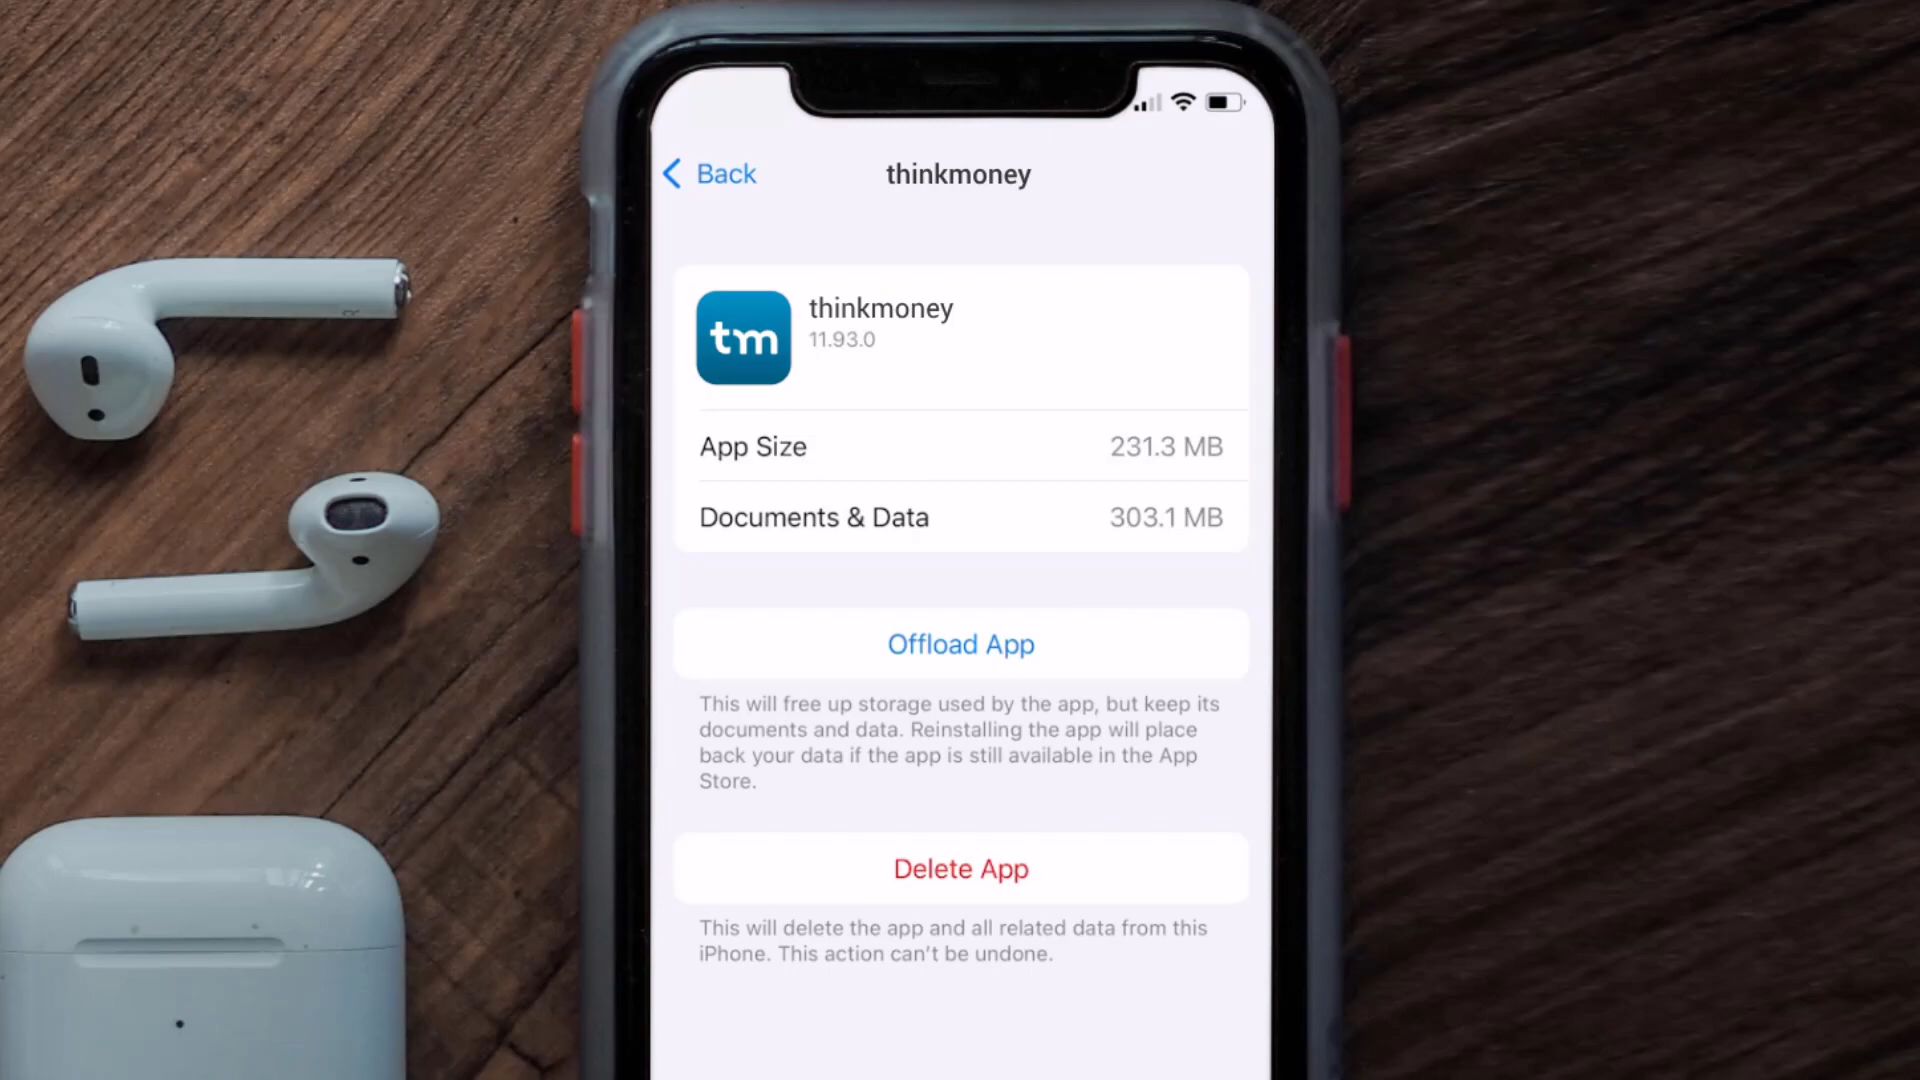 Back
thinkmoney
tm
thinkmoney
11.93.0
App Size
231.3 MB
Documents & Data
303.1 MB
Offload App
This will free up storage used by the app, but keep its
documents and data. Reinstalling the app will place
back your data if the app is still available in the App
Store.
Delete App
This will delete the app and all related data from this
iPhone. This action can't be undone.
R